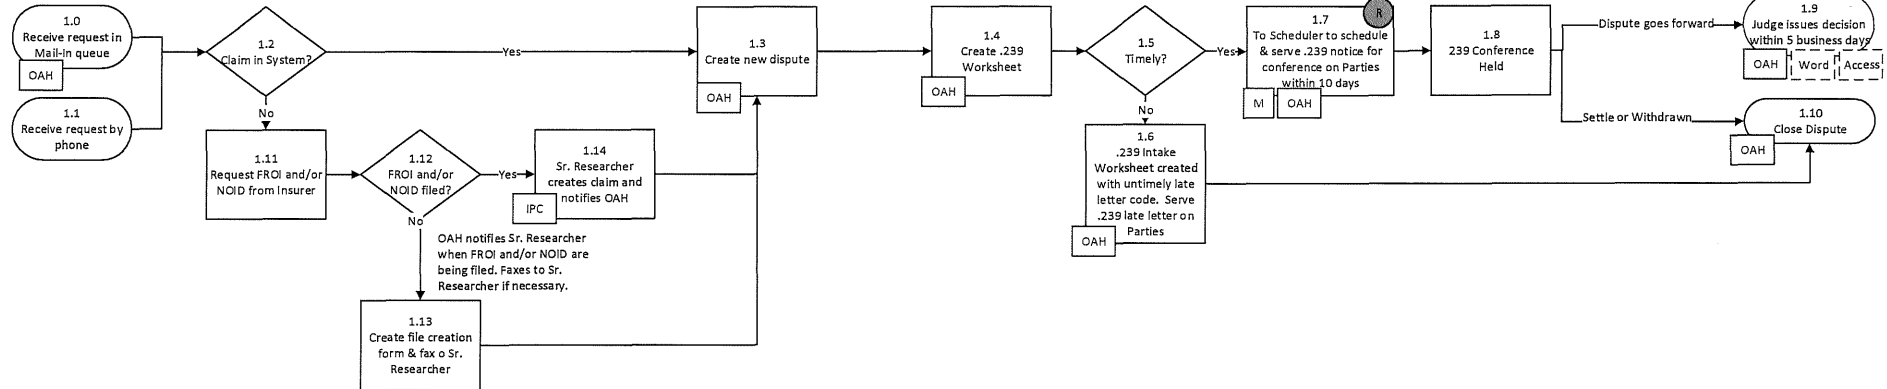 1.0
Receive request in
Mail-in queue
OAH
1.1
Receive request by
phone
1.2
Claim in System?
Yes
No
1.11
Request FROI and/or
NOID from Insurer
1.12
FROI and/or
NOID filed?
Yes
No
OAH notifies Sr. Researcher
when FROI and/or NOID are
being filed. Faxes to Sr.
Researcher if necessary.
1.13
Create file creation
form & fax o Sr.
Researcher
1.14
Sr. Researcher
creates claim and
notifies OAH
IPC
1.3
Create new dispute
OAH
1.4
Create .239
Worksheet
OAH
1.5
Timely?
Yes
No
1.6
.239 Intake
Worksheet created
with untimely late
letter code. Serve
.239 late letter on
Parties
OAH
R
1.7
To Scheduler to schedule
& serve .239 notice for
conference on Parties
within 10 days
M
OAH
1.8
239 Conference
Held
Dispute goes forward
Settle or Withdrawn
1.9
Judge issues decision
within 5 business days
OAH
Word
Access
1.10
Close Dispute
OAH